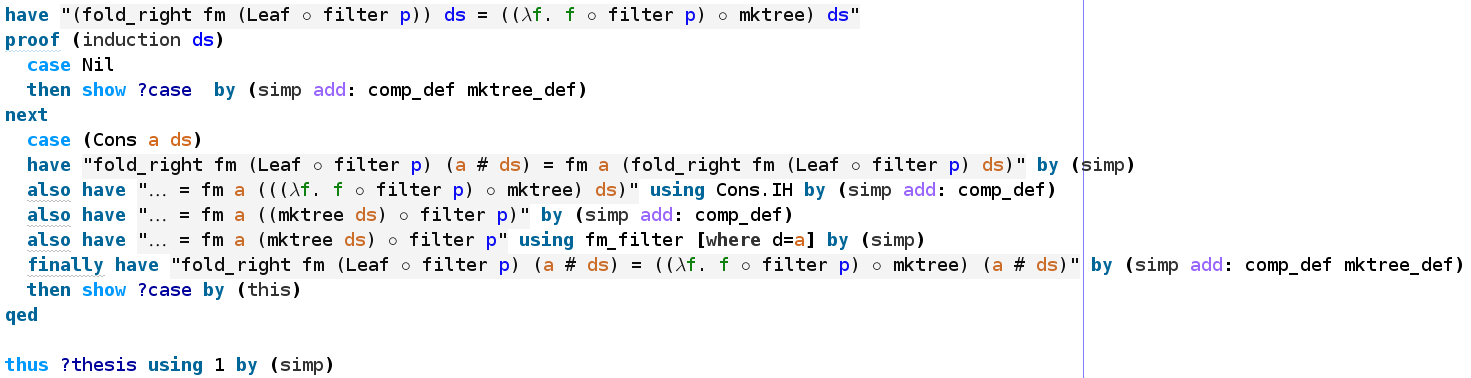 have "(fold_right fm (Leaf ∘ filter p)) ds = ((λf. f ∘ filter p) ∘ mktree) ds"
proof (induction ds)
  case Nil
  then show ?case  by (simp add: comp_def mktree_def)
next
  case (Cons a ds)
  have "fold_right fm (Leaf ∘ filter p) (a # ds) = fm a (fold_right fm (Leaf ∘ filter p) ds)" by (simp)
  also have "… = fm a (((λf. f ∘ filter p) ∘ mktree) ds)" using Cons.IH by (simp add: comp_def)
  also have "… = fm a ((mktree ds) ∘ filter p)" by (simp add: comp_def)
  also have "… = fm a (mktree ds) ∘ filter p" using fm_filter [where d=a] by (simp)
  finally have "fold_right fm (Leaf ∘ filter p) (a # ds) = ((λf. f ∘ filter p) ∘ mktree) (a # ds)" by (simp add: comp_def mktree_def)
  then show ?case by (this)
qed

thus ?thesis using 1 by (simp)